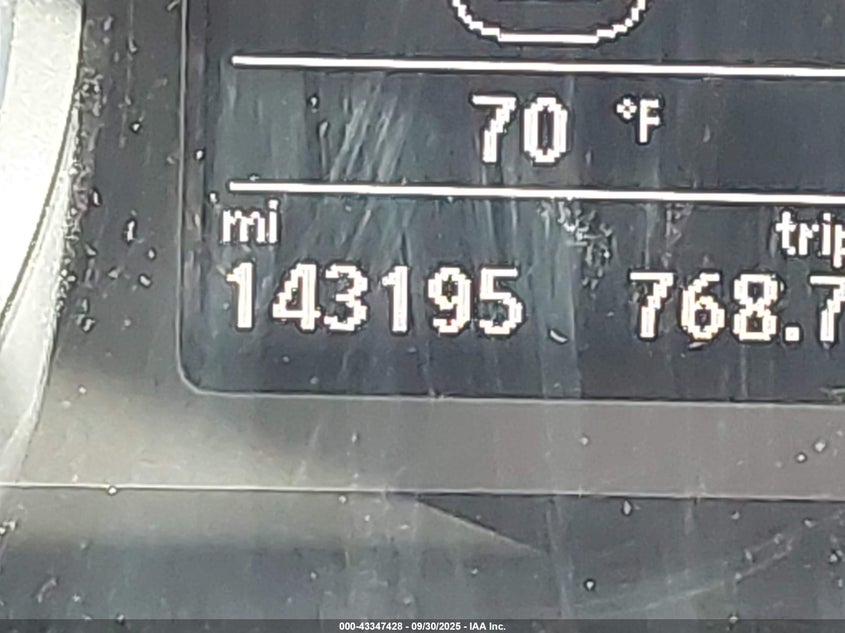 70 °F
mi trip
143195 768.7
000-43347428 - 09/30/2025 - IAA Inc.